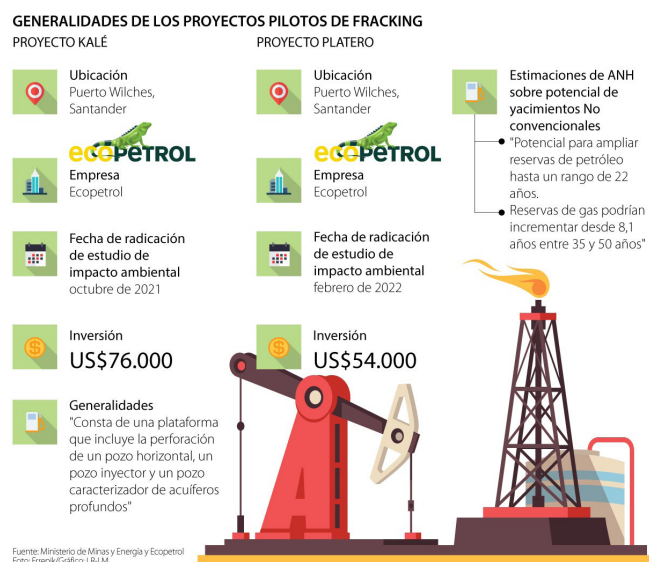 GENERALIDADES DE LOS PROYECTOS PILOTOS DE FRACKING
PROYECTO KALÉ
Ubicación
Puerto Wilches,
Santander
ecoPETROL
Empresa
Ecopetrol
Fecha de radicación
de estudio de
impacto ambiental
octubre de 2021
Inversión
US$76.000
Generalidades
"Consta de una plataforma
que incluye la perforación
de un pozo horizontal, un
pozo inyector y un pozo
caracterizador de acuíferos
profundos"
PROYECTO PLATERO
Ubicación
Puerto Wilches,
Santander
ecoPETROL
Empresa
Ecopetrol
Fecha de radicación
de estudio de
impacto ambiental
febrero de 2022
Inversión
US$54.000
Estimaciones de ANH
sobre potencial de
yacimientos No
convencionales
"Potencial para ampliar
reservas de petróleo
hasta un rango de 22
años.
Reservas de gas podrían
incrementar desde 8,1
años entre 35 y 50 años"
Fuente: Ministerio de Minas y Energía y Ecopetrol
Foto: Freepik/Gráfico: LR-LM